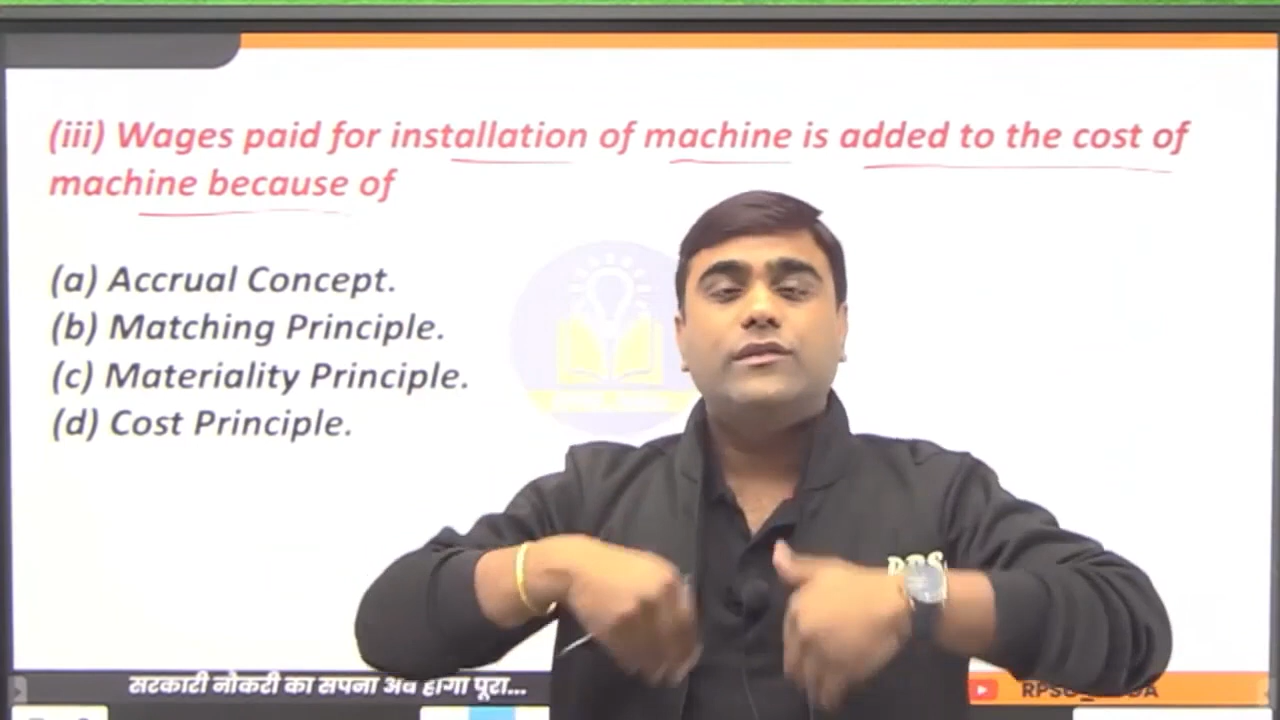 (iii) Wages paid for installation of machine is added to the cost of
machine because of
(a) Accrual Concept.
(b) Matching Principle.
(c) Materiality Principle.
(d) Cost Principle.
सरकारी नोकरी का सपना अब होगा पूरा...